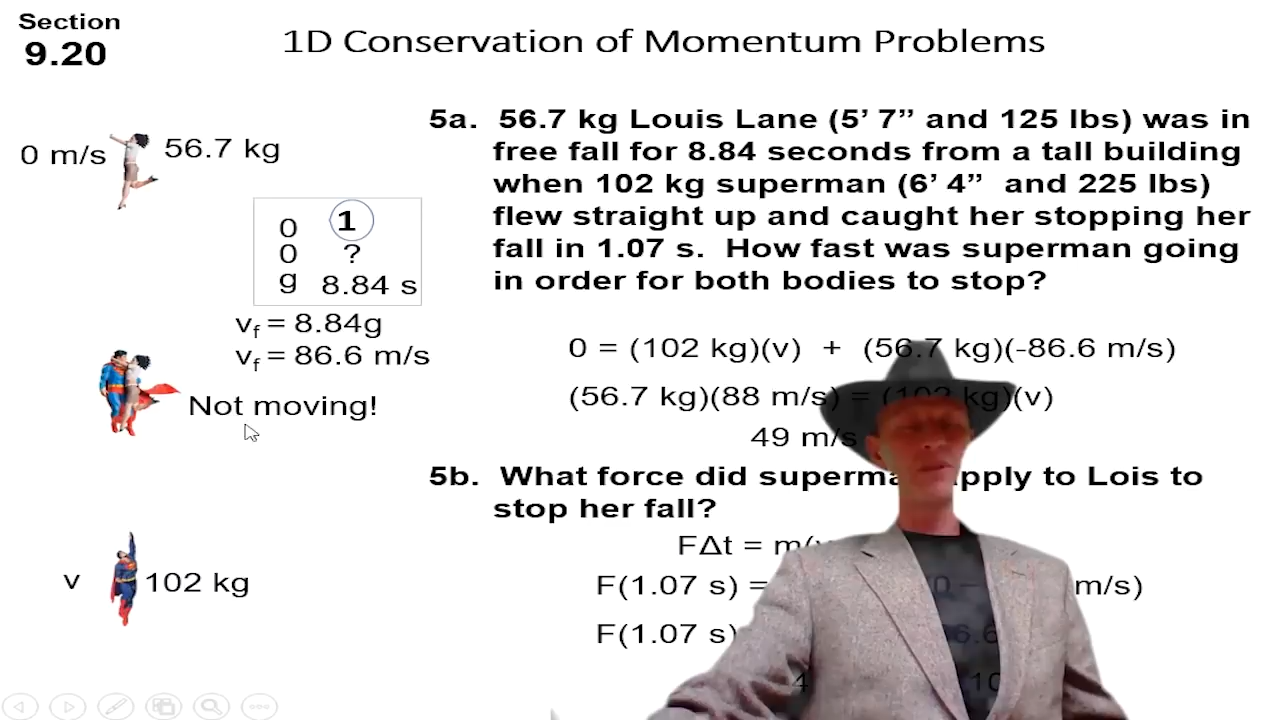 Section
9.20
1D Conservation of Momentum Problems
0 m/s 56.7 kg
0 1
0 ?
g 8.84 s
vf = 8.84g
vf = 86.6 m/s
Not moving!
v 102 kg
5a. 56.7 kg Louis Lane (5’ 7” and 125 lbs) was in
free fall for 8.84 seconds from a tall building
when 102 kg superman (6’ 4” and 225 lbs)
flew straight up and caught her stopping her
fall in 1.07 s. How fast was superman going
in order for both bodies to stop?
0 = (102 kg)(v) + (56.7 kg)(-86.6 m/s)
(56.7 kg)(88 m/s) = (102 kg)(v)
49 m/s
5b. What force did superma pply to Lois to
stop her fall?
FΔt = m(
F(1.07 s) = 0 – m/s)
F(1.07 s)